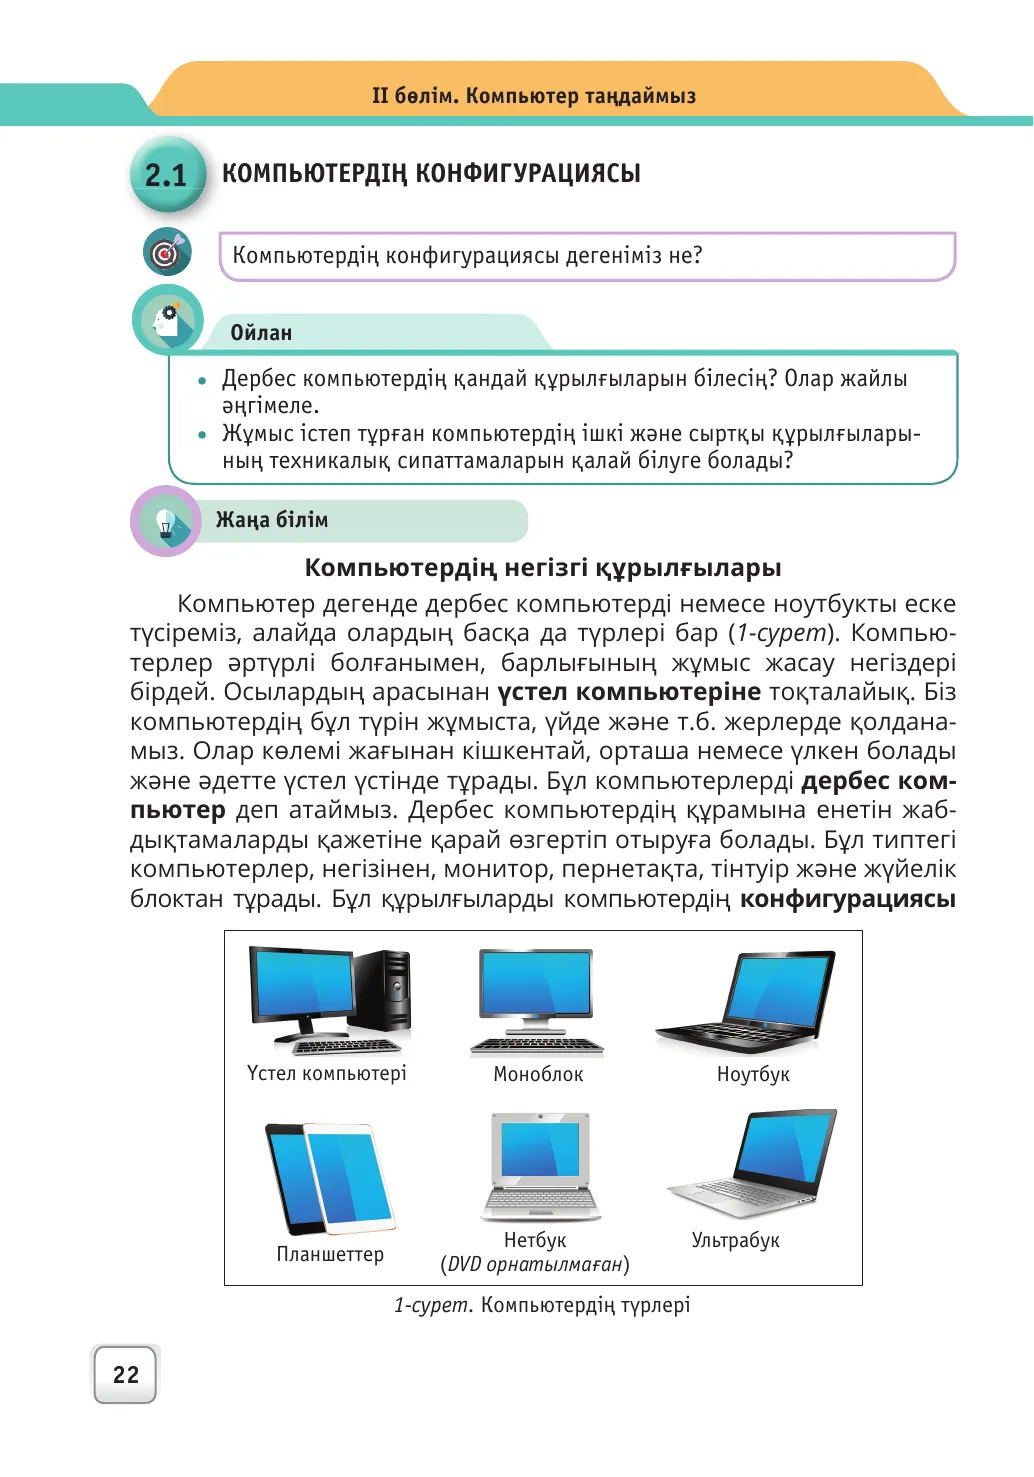 II бөлім. Компьютер таңдаймыз
2.1
КОМПЬЮТЕРДІҢ КОНФИГУРАЦИЯСЫ
Компьютердің конфигурациясы дегеніміз не?
Ойлан
• Дербес компьютердің қандай құрылғыларын білесің? Олар жайлы
әңгімеле.
• Жұмыс істеп тұрған компьютердің ішкі және сыртқы құрылғылары-
ның техникалық сипаттамаларын қалай білуге болады?
Жаңа білім
Компьютердің негізгі құрылғылары
Компьютер дегенде дербес компьютерді немесе ноутбукты еске
түсіреміз, алайда олардың басқа да түрлері бар (1-сурет). Компью-
терлер әртүрлі болғанымен, барлығының жұмыс жасау негіздері
бірдей. Осылардың арасынан үстел компьютеріне тоқталайық. Біз
компьютердің бұл түрін жұмыста, үйде және т.б. жерлерде қолдана-
мыз. Олар көлемі жағынан кішкентай, орташа немесе үлкен болады
және әдетте үстел үстінде тұрады. Бұл компьютерлерді дербес ком-
пьютер деп атаймыз. Дербес компьютердің құрамына енетін жаб-
дықтамаларды қажетіне қарай өзгертіп отыруға болады. Бұл типтегі
компьютерлер, негізінен, монитор, пернетақта, тінтуір және жүйелік
блоктан тұрады. Бұл құрылғыларды компьютердің конфигурациясы
Үстел компьютері
Моноблок
Ноутбук
Планшеттер
Нетбук
(DVD орнатылмаған)
Ультрабук
1-сурет. Компьютердің түрлері
22